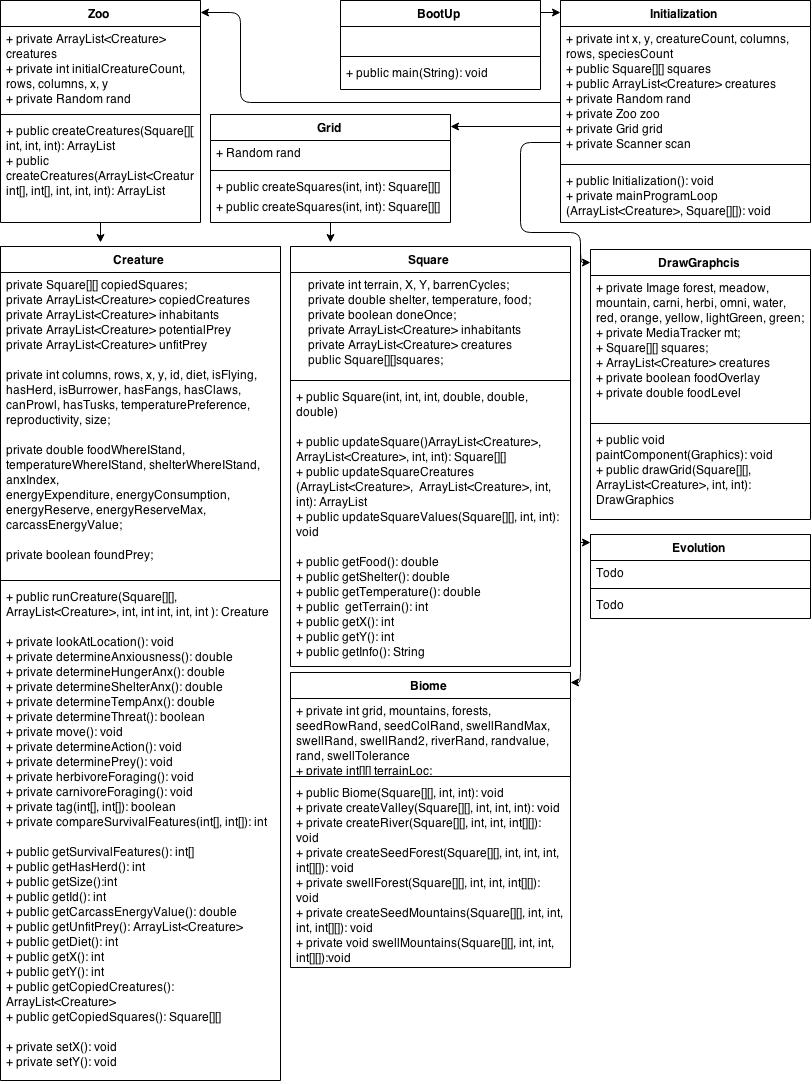 Zoo
+ private ArrayList<Creature>
creatures
+ private int initialCreatureCount,
rows, columns, x, y
+ private Random rand
+ public createCreatures(Square[][
int, int, int): ArrayList
+ public
createCreatures(ArrayList<Creatur
int[], int[], int, int, int): ArrayList
BootUp
+ public main(String): void
Initialization
+ private int x, y, creatureCount, columns,
rows, speciesCount
+ public Square[][] squares
+ public ArrayList<Creature> creatures
+ private Random rand
+ private Zoo zoo
+ private Grid grid
+ private Scanner scan
+ public Initialization(): void
+ private mainProgramLoop
(ArrayList<Creature>, Square[][]): void
Grid
+ Random rand
+ public createSquares(int, int): Square[][]
+ public createSquares(int, int): Square[][]
Creature
private Square[][] copiedSquares;
private ArrayList<Creature> copiedCreatures
private ArrayList<Creature> inhabitants
private ArrayList<Creature> potentialPrey
private ArrayList<Creature> unfitPrey
private int columns, rows, x, y, id, diet, isFlying,
hasHerd, isBurrower, hasFangs, hasClaws,
canProwl, hasTusks, temperaturePreference,
reproductivity, size;
private double foodWhereIStand,
temperatureWhereIStand, shelterWhereIStand,
anxIndex,
energyExpenditure, energyConsumption,
energyReserve, energyReserveMax,
carcassEnergyValue;
private boolean foundPrey;
+ public runCreature(Square[][],
ArrayList<Creature>, int, int int, int, int ): Creature
+ private lookAtLocation(): void
+ private determineAnxiousness(): double
+ private determineHungerAnx(): double
+ private determineShelterAnx(): double
+ private determineTempAnx(): double
+ private determineThreat(): boolean
+ private move(): void
+ private determineAction(): void
+ private determinePrey(): void
+ private herbivoreForaging(): void
+ private carnivoreForaging(): void
+ private tag(int[], int[]): boolean
+ private compareSurvivalFeatures(int[], int[]): int
+ public getSurvivalFeatures(): int[]
+ public getHasHerd(): int
+ public getSize():int
+ public getId(): int
+ public getCarcassEnergyValue(): double
+ public getUnfitPrey(): ArrayList<Creature>
+ public getDiet(): int
+ public getX(): int
+ public getY(): int
+ public getCopiedCreatures():
ArrayList<Creature>
+ public getCopiedSquares(): Square[][]
+ private setX(): void
+ private setY(): void
Square
private int terrain, X, Y, barrenCycles;
private double shelter, temperature, food;
private boolean doneOnce;
private ArrayList<Creature> inhabitants
private ArrayList<Creature> creatures
public Square[][]squares;
+ public Square(int, int, int, double, double,
double)
+ public updateSquare()ArrayList<Creature>,
ArrayList<Creature>, int, int): Square[][]
+ public updateSquareCreatures
(ArrayList<Creature>,  ArrayList<Creature>, int,
int): ArrayList
+ public updateSquareValues(Square[][], int, int):
void
+ public getFood(): double
+ public getShelter(): double
+ public getTemperature(): double
+ public  getTerrain(): int
+ public getX(): int
+ public getY(): int
+ public getInfo(): String
Biome
+ private int grid, mountains, forests,
seedRowRand, seedColRand, swellRandMax,
swellRand, swellRand2, riverRand, randvalue,
rand, swellTolerance
+ private int[][] terrainLoc;
+ public Biome(Square[][], int, int): void
+ private createValley(Square[][], int, int, int): void
+ private createRiver(Square[][], int, int, int[][]):
void
+ private createSeedForest(Square[][], int, int, int,
int[][]): void
+ private swellForest(Square[][], int, int, int[][]):
void
+ private createSeedMountains(Square[][], int, int,
int, int[][]): void
+ private void swellMountains(Square[][], int, int,
int[][]):void
DrawGraphcis
+ private Image forest, meadow,
mountain, carni, herbi, omni, water,
red, orange, yellow, lightGreen, green;
+ private MediaTracker mt;
+ Square[][] squares;
+ ArrayList<Creature> creatures
+ private boolean foodOverlay
+ private double foodLevel
+ public void
paintComponent(Graphics): void
+ public drawGrid(Square[][],
ArrayList<Creature>, int, int):
DrawGraphics
Evolution
Todo
Todo